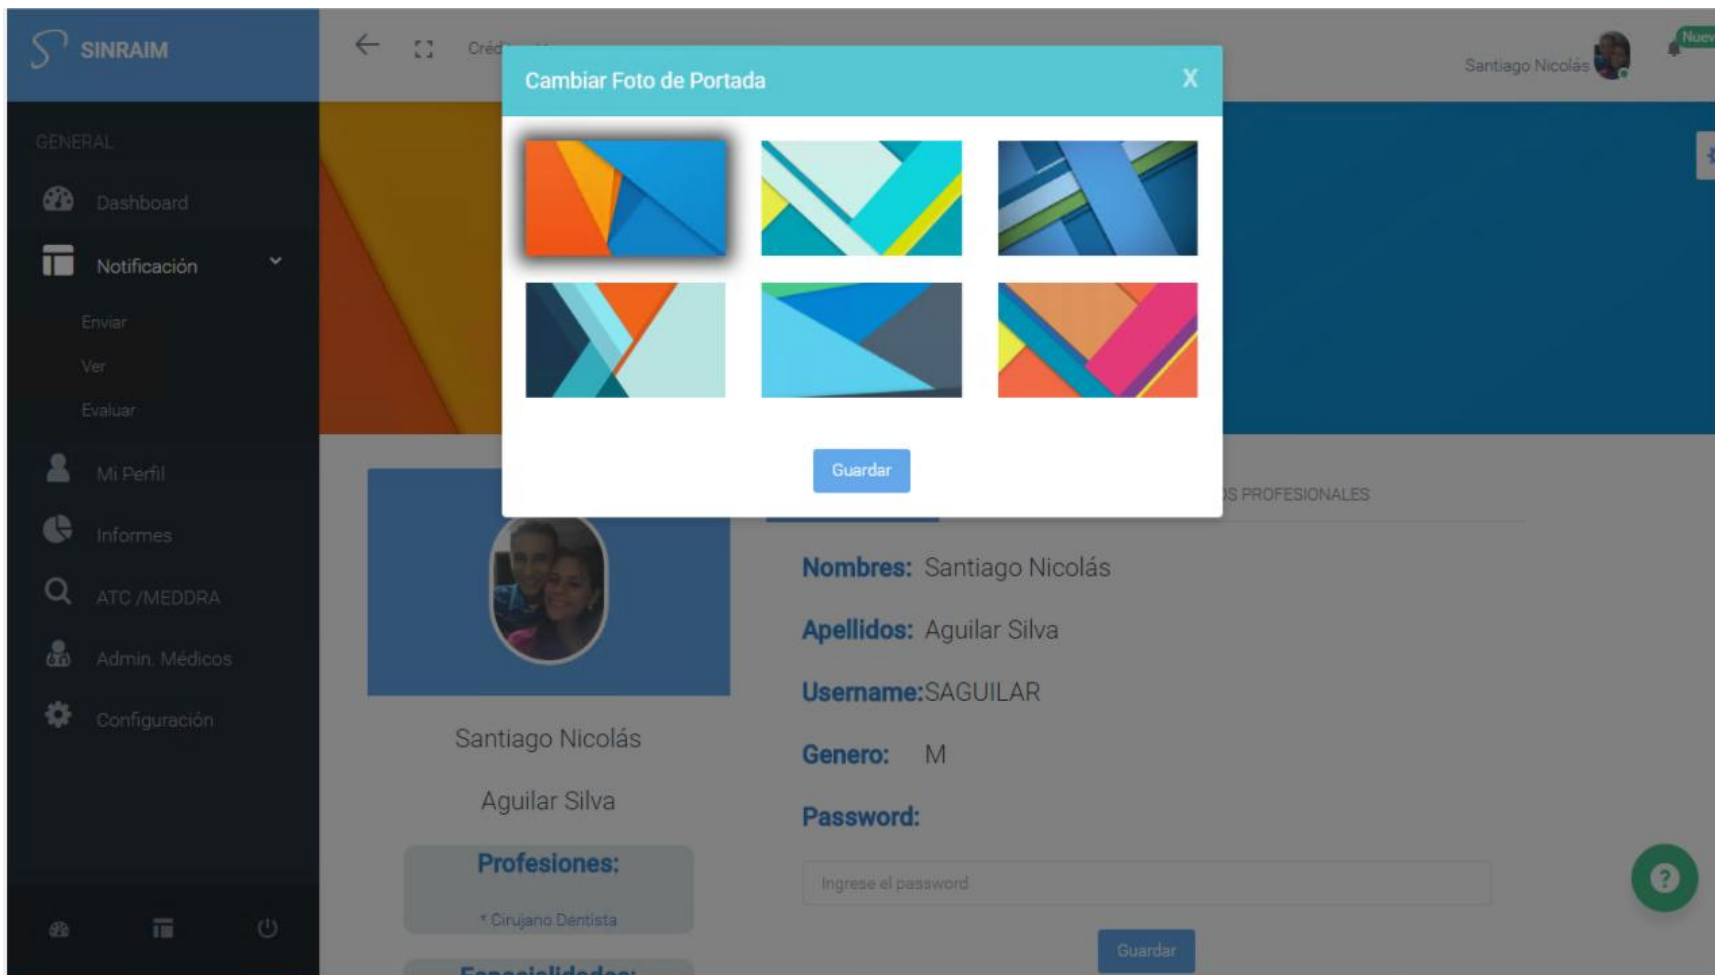 SINRAIM
Santiago Nicolás
Cambiar Foto de Portada
X
GENERAL
Dashboard
Notificación
Enviar
Ver
Evaluar
Mi Perfil
Informes
ATC /MEDDRA
Admin. Médicos
Configuración
Guardar
PROFESIONALES
Nombres: Santiago Nicolás
Apellidos: Aguilar Silva
Username:SAGUILAR
Genero: M
Password:
Ingrese el password
Guardar
Santiago Nicolás
Aguilar Silva
Profesiones:
* Cirujano Dentista
?